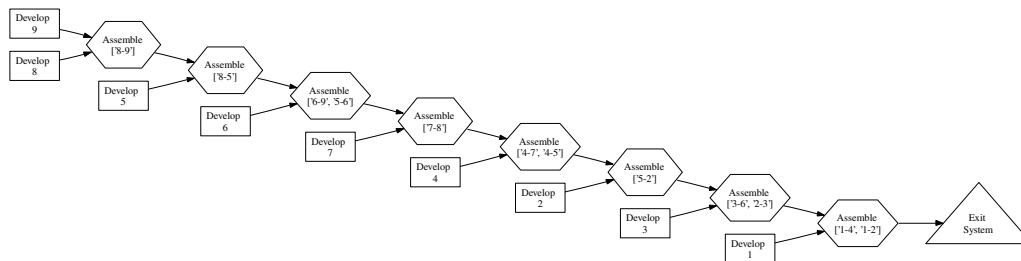 Develop
9
Develop
8
Assemble
['8-9']
Develop
5
Assemble
['8-5']
Develop
6
Assemble
['6-9', '5-6']
Develop
7
Assemble
['7-8']
Develop
4
Assemble
['4-7', '4-5']
Develop
2
Assemble
['5-2']
Develop
3
Assemble
['3-6', '2-3']
Develop
1
Assemble
['1-4', '1-2']
Exit
System